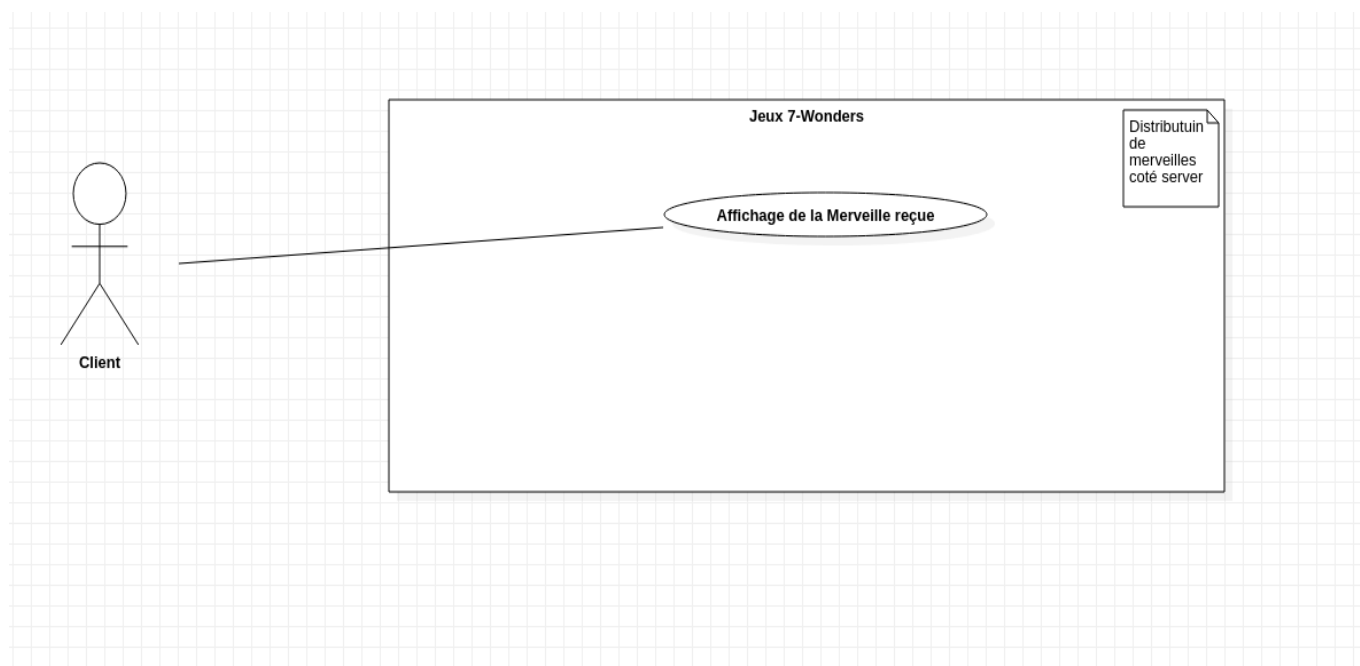 Jeux 7-Wonders
Distributuin
de
merveilles
coté server
Affichage de la Merveille reçue
Client